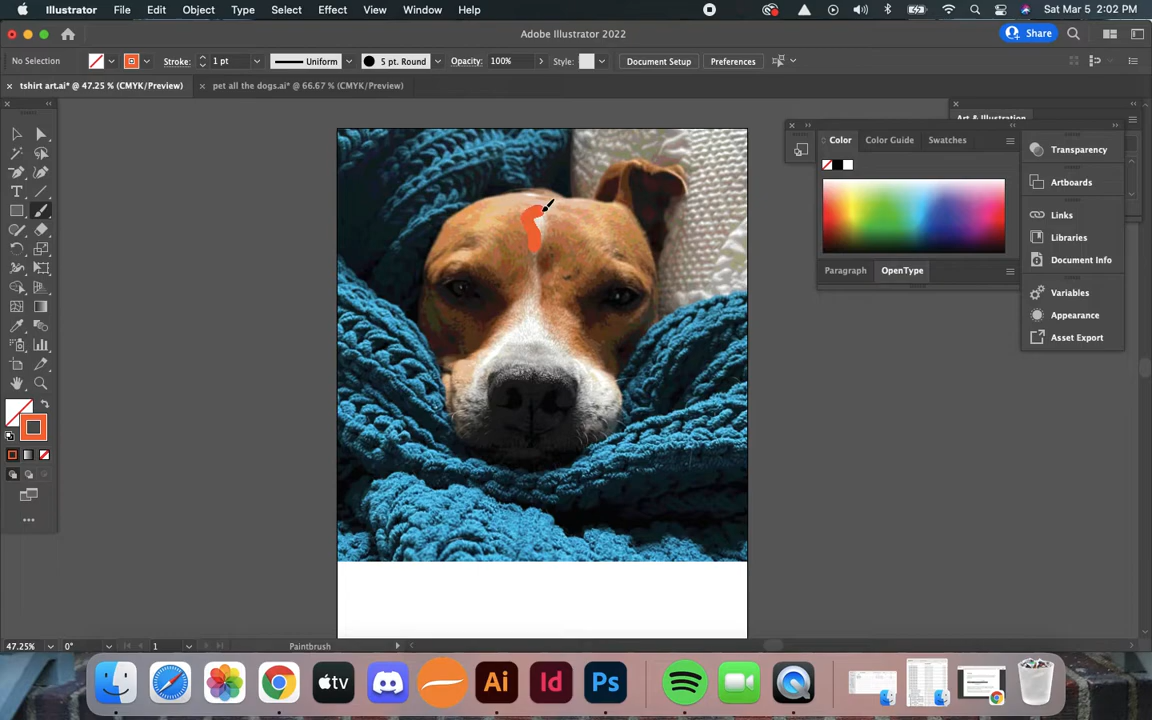 Illustrator File Edit Object Type Select Effect View Window Help Sat Mar 5 2:02 PM
Adobe Illustrator 2022 Share
No Selection Stroke: 1 pt Uniform 5 pt. Round Opacity: 100% Style: Document Setup Preferences
tshirt art.ai* @ 47.25 % (CMYK/Preview) pet all the dogs.ai* @ 66.67 % (CMYK/Preview)
Art & Illustration
Color Color Guide Swatches
Transparency
Artboards
Links
Libraries
Paragraph OpenType
Document Info
Variables
Appearance
Asset Export
47.25% 0° 1 Paintbrush
tv Ai Id Ps